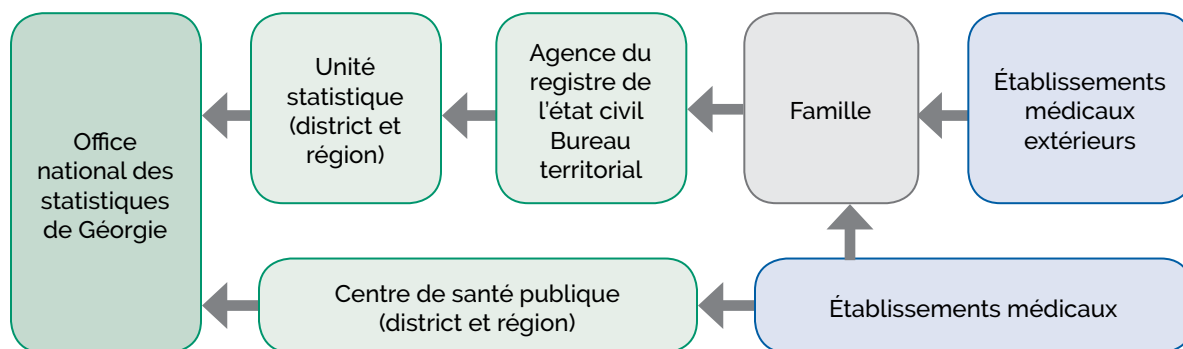 Office
national des
statistiques
de Géorgie
Unité
statistique
(district et
région)
Agence du
registre de
l'état civil
Bureau
territorial
Famille
Établissements
médicaux
extérieurs
Centre de santé publique
(district et région)
Établissements médicaux